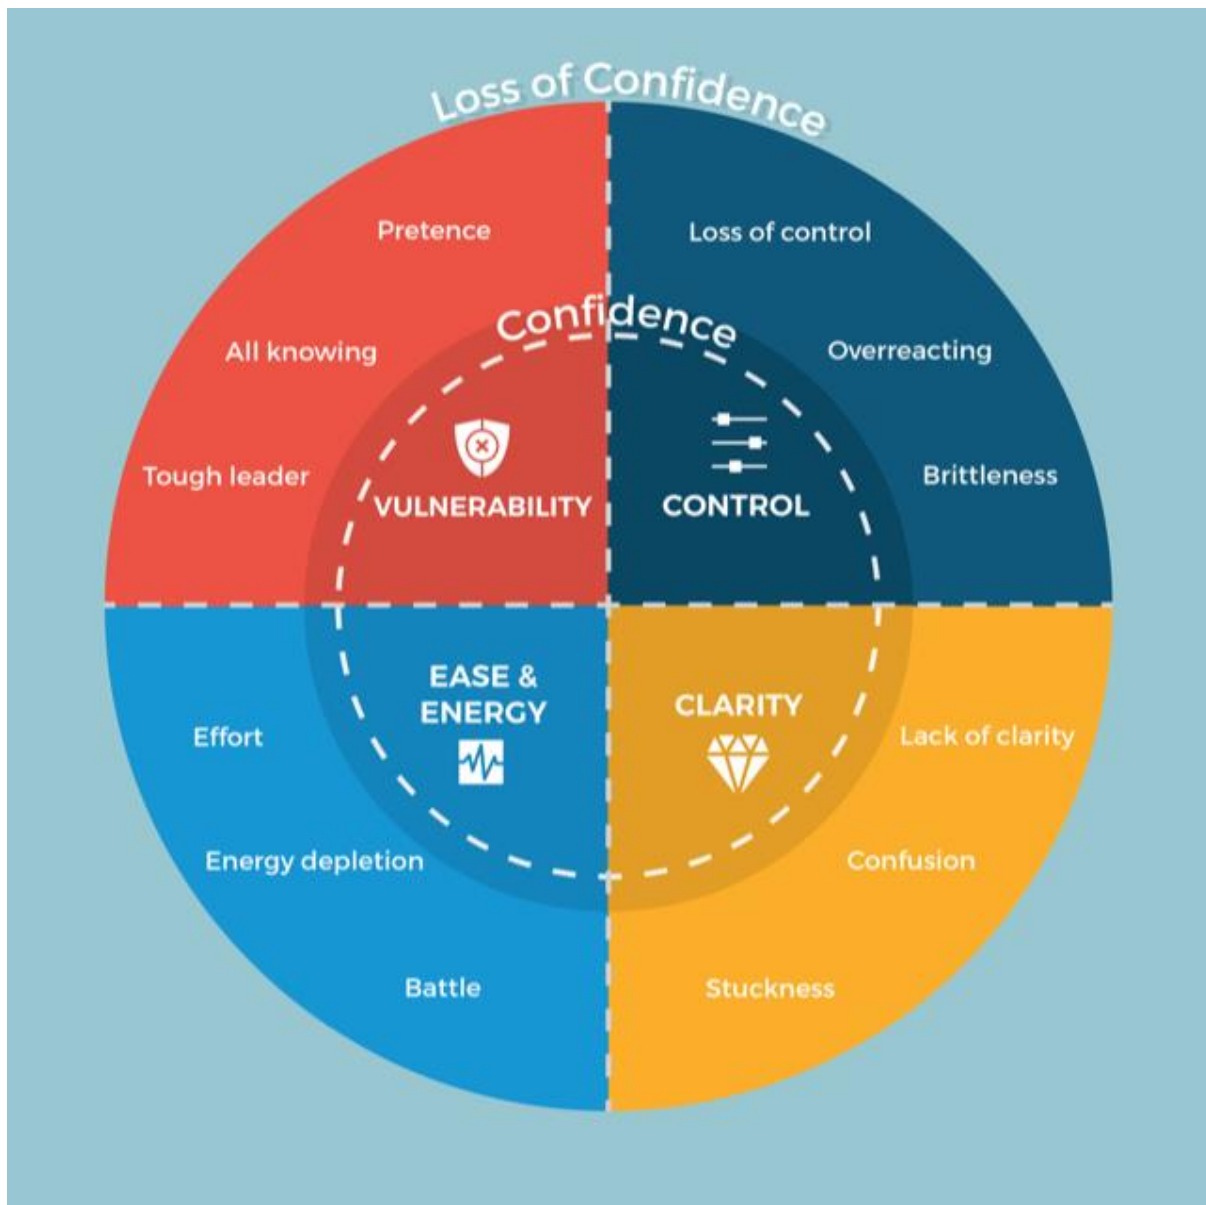 Loss of Confidence
Pretence
Loss of control
All knowing
Overreacting
Tough leader
Brittleness
Confidence
VULNERABILITY
CONTROL
EASE &
ENERGY
CLARITY
Effort
Lack of clarity
Energy depletion
Confusion
Battle
Stuckness